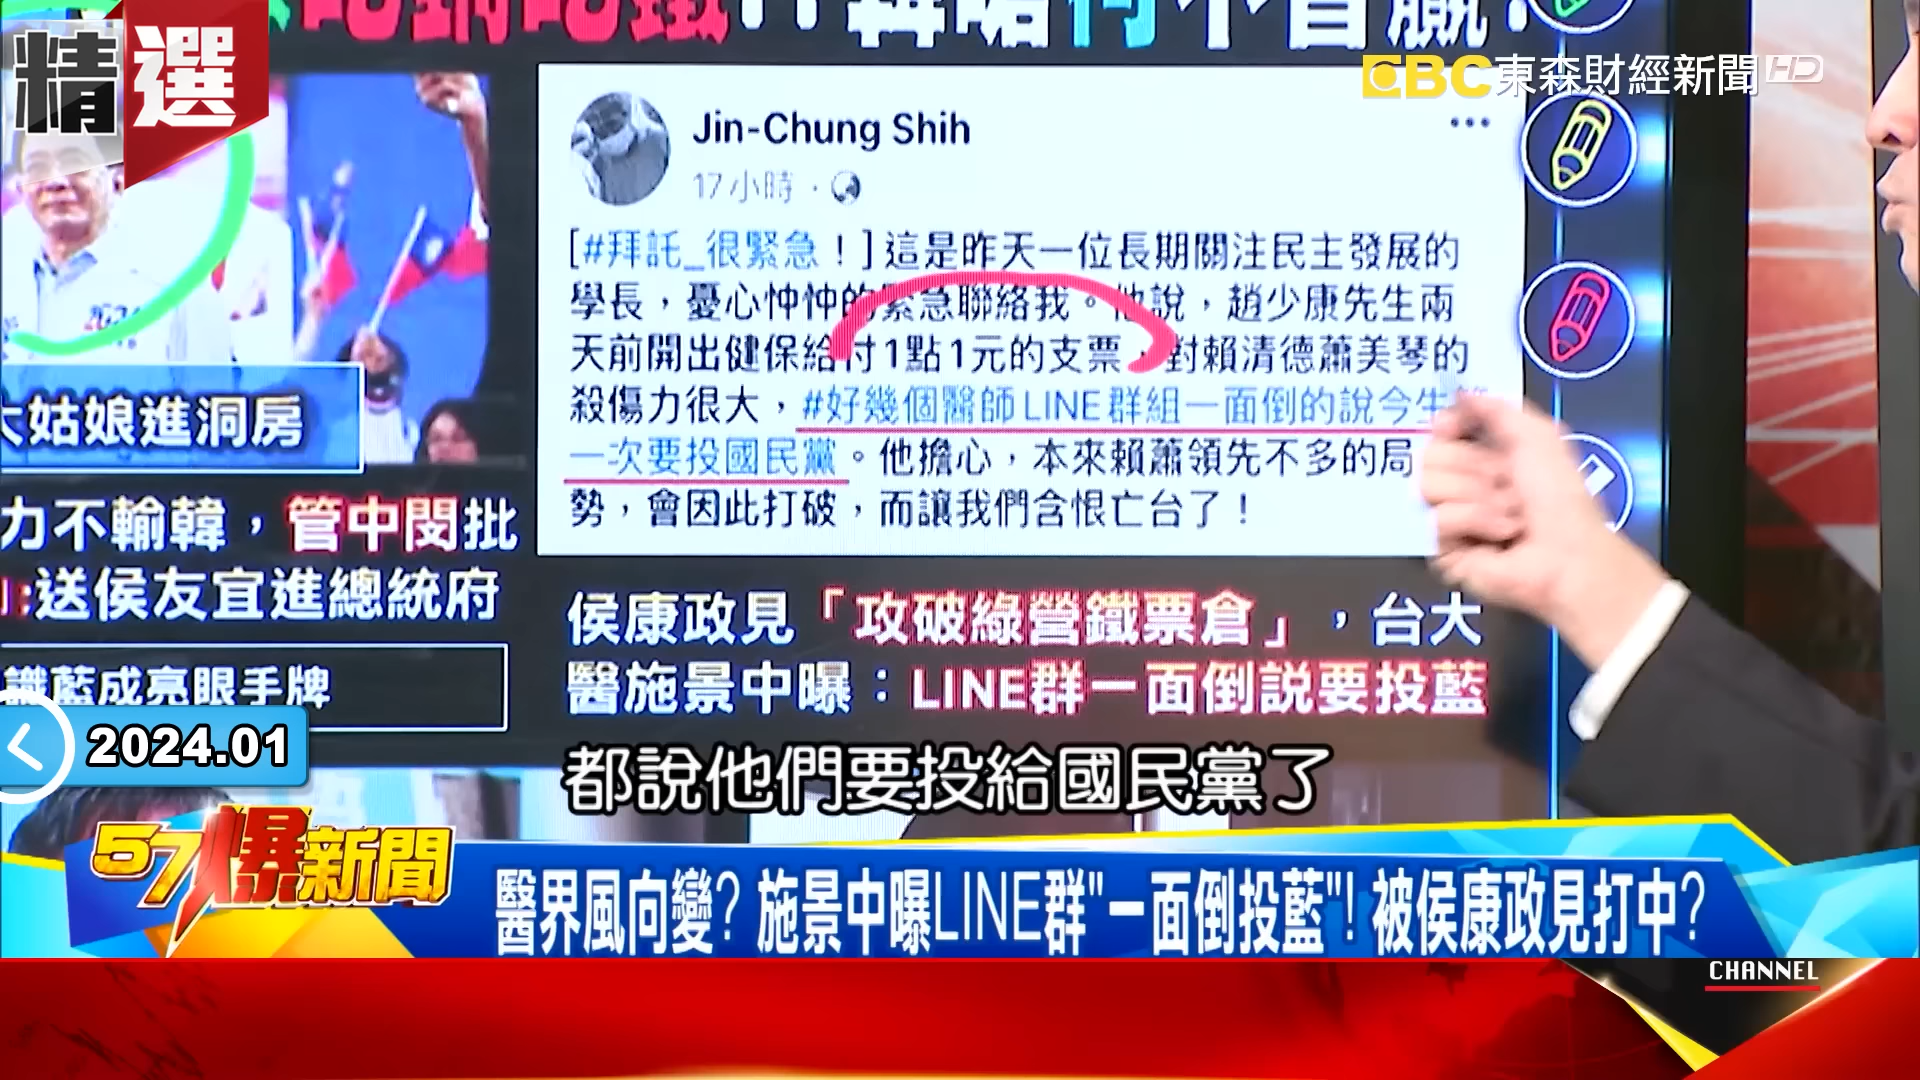 精選
EBC東森財經新聞HD
Jin-Chung Shih
17小時
[#拜託_很緊急！]這是昨天一位長期關注民主發展的
學長，憂心忡忡的緊急聯絡我。他說，趙少康先生兩
天前開出健保給付1點1元的支票，對賴清德蕭美琴的
殺傷力很大，#好幾個醫師LINE群組一面倒的說今生
一次要投國民黨。他擔心，本來賴蕭領先不多的局
勢，會因此打破，而讓我們含恨亡台了！
大姑娘進洞房
力不輸韓，管中閔批
:送侯友宜進總統府
識藍成亮眼手牌
侯康政見「攻破綠營鐵票倉」，台大
醫施景中曝：LINE群一面倒説要投藍
2024.01
都說他們要投給國民黨了
57爆新聞
醫界風向變? 施景中曝LINE群"一面倒投藍"! 被侯康政見打中?
CHANNEL